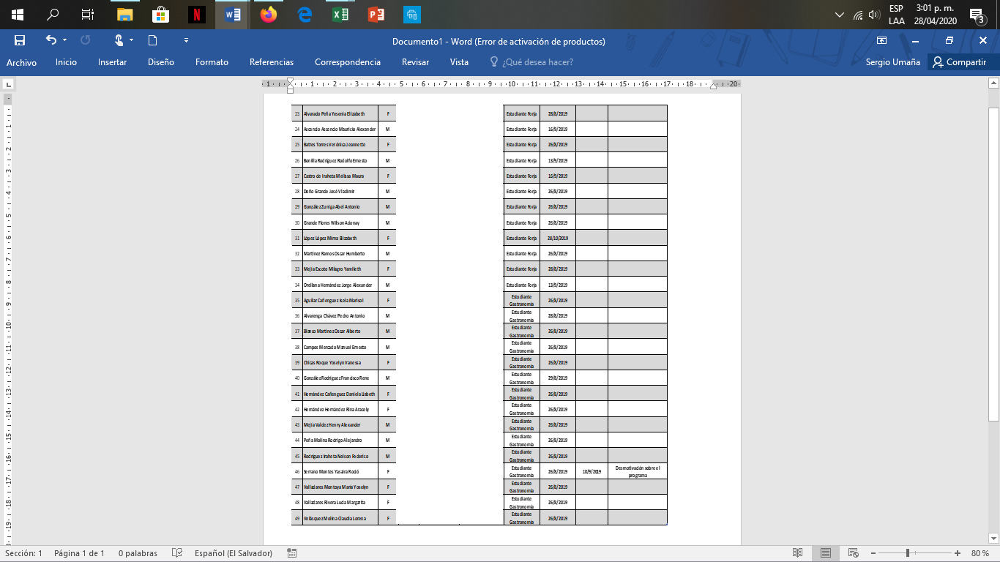 ESP 3:01 p. m.
LAA 28/04/2020 3
Documento1 - Word (Error de activación de productos)
Archivo Inicio Insertar Diseño Formato Referencias Correspondencia Revisar Vista ¿Qué desea hacer? Sergio Umaña Compartir
1 1 2 3 4 5 6 7 8 9 10 11 12 13 14 15 16 17 18 20
23 Alvarado Peña Yesenia Elizabeth F Estudiante Forja 28/8/2019
24 Ascendo Ascendo Mauricio Alexander M Estudiante Forja 16/9/2019
25 Batres Torres Verónica Jeannette F Estudiante Forja 26/8/2019
26 Bonilla Rodríguez Rodolfo Ernesto M Estudiante Forja 13/9/2019
27 Castro de Iraheta Melissa Maura F Estudiante Forja 16/9/2019
28 Doño Grande José Vladimir M Estudiante Forja 26/8/2019
29 González Zuniga Abel Antonio M Estudiante Forja 26/8/2019
30 Grande Flores Wilson Adonay M Estudiante Forja 26/8/2019
31 López López Mirna Elizabeth F Estudiante Forja 28/10/2019
32 Martínez Ramos Oscar Humberto M Estudiante Forja 26/8/2019
33 Mejía Escoto Milagro Yamileth F Estudiante Forja 28/8/2019
34 Orellana Hernández Jorge Alexander M Estudiante Forja 13/9/2019
35 Aguilar Cañenguez Isela Marisol F Estudiante Gastronomía 26/8/2019
36 Alvarenga Chávez Pedro Antonio M Estudiante Gastronomía 28/8/2019
37 Blanco Martínez Oscar Alberto M Estudiante Gastronomía 26/8/2019
38 Campos Mercado Manuel Ernesto M Estudiante Gastronomía 26/8/2019
39 Chicas Roque Yoselyn Vanessa F Estudiante Gastronomía 26/8/2019
40 González Rodríguez Francisco Rene M Estudiante Gastronomía 29/8/2019
41 Hernández Cañenguez Daniela Lisbeth F Estudiante Gastronomía 26/8/2019
42 Hernández Hernández Rina Aracely F Estudiante Gastronomía 26/8/2019
43 Mejía Valdez Henry Alexander M Estudiante Gastronomía 26/8/2019
44 Peña Molina Rodrigo Alejandro M Estudiante Gastronomía 26/8/2019
45 Rodríguez Iraheta Nelson Federico M Estudiante Gastronomía 26/8/2019
46 Serrano Montes Yasaira Roció F Estudiante Gastronomía 26/8/2019 10/9/2019 Desmotivación sobre el programa
47 Valladares Montoya María Yoselyn F Estudiante Gastronomía 26/8/2019
48 Valladares Rivera Lucia Margarita F Estudiante Gastronomía 26/8/2019
49 Velásquez Molina Claudia Lorena F Estudiante Gastronomía 26/8/2019
Sección: 1 Página 1 de 1 0 palabras Español (El Salvador) 80 %